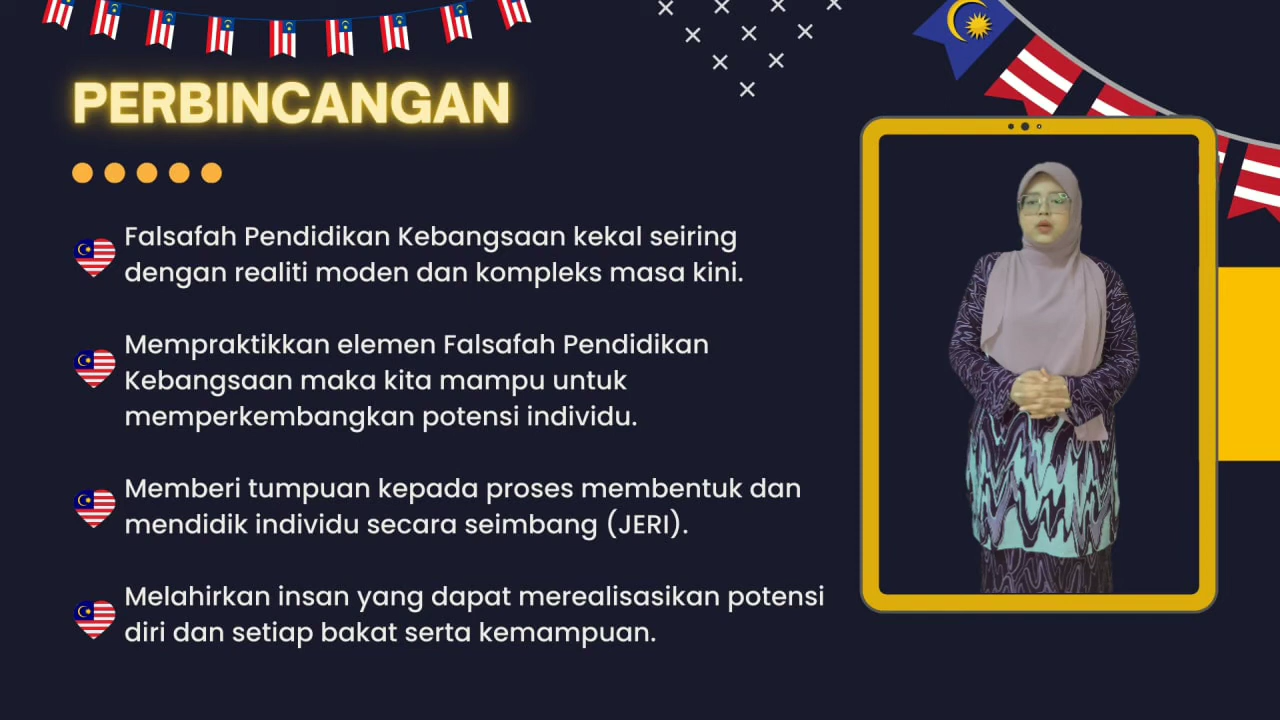 PERBINCANGAN
Falsafah Pendidikan Kebangsaan kekal seiring
dengan realiti moden dan kompleks masa kini.
Mempraktikkan elemen Falsafah Pendidikan
Kebangsaan maka kita mampu untuk
memperkembangkan potensi individu.
Memberi tumpuan kepada proses membentuk dan
mendidik individu secara seimbang (JERI).
Melahirkan insan yang dapat merealisasikan potensi
diri dan setiap bakat serta kemampuan.